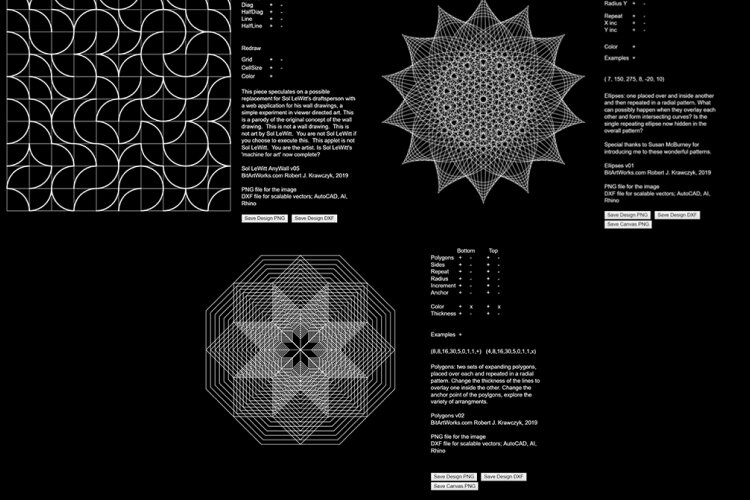 Diag + -
HalfDiag + -
Line + -
HalfLine + -
Redraw
Grid + -
CellSize + -
Color +
This piece speculates on a possible
replacement for Sol LeWitt's draftsperson with
a web application for his wall drawings, a
simple experiment in viewer directed art. This
is a parody of the original concept of the wall
drawing. This is not a wall drawing. This is
not art by Sol LeWitt. You are not Sol LeWitt if
you choose to execute this. This applet is not
Sol LeWitt. You are the artist. Is Sol LeWitt's
'machine for art' now complete?
Sol LeWitt AnyWall v05
BitArtWorks.com Robert J. Krawczyk, 2019
PNG file for the image
DXF file for scalable vectors; AutoCAD, AI,
Rhino
Save Design PNG Save Design DXF
Radius Y + -
Repeat + -
X inc + -
Y inc + -
Color +
Examples + -
( 7, 150, 275, 8, -20, 10)
Ellipses: one placed over and inside another
and then repeated in a radial pattern. What
can possibly happen when they overlay each
other and form intersecting curves? Is the
single repeating ellipse now hidden in the
overall pattern?
Special thanks to Susan McBurney for
introducing me to these wonderful patterns.
Ellipses v01
BitArtWorks.com Robert J. Krawczyk, 2019
PNG file for the image
DXF file for scalable vectors; AutoCAD, AI,
Rhino
Save Design PNG Save Design DXF
Save Canvas PNG
Bottom Top
Polygons + - + -
Sides + - + -
Repeat + - + -
Radius + - + -
Increment + - + -
Anchor + - + -
Color + x + x
Thickness + - + -
Examples +
(8,8,16,30,5,0,1,1,+) (4,8,16,30,5,0,1,1,x)
Polygons: two sets of expanding polygons,
placed over each and repeated in a radial
pattern. Change the thickness of the lines to
overlay one inside the other. Change the
anchor point of the poylgons, explore the
variety of arrangments.
Polygons v02
BitArtWorks.com Robert J. Krawczyk, 2019
PNG file for the image
DXF file for scalable vectors; AutoCAD, AI,
Rhino
Save Design PNG Save Design DXF
Save Canvas PNG